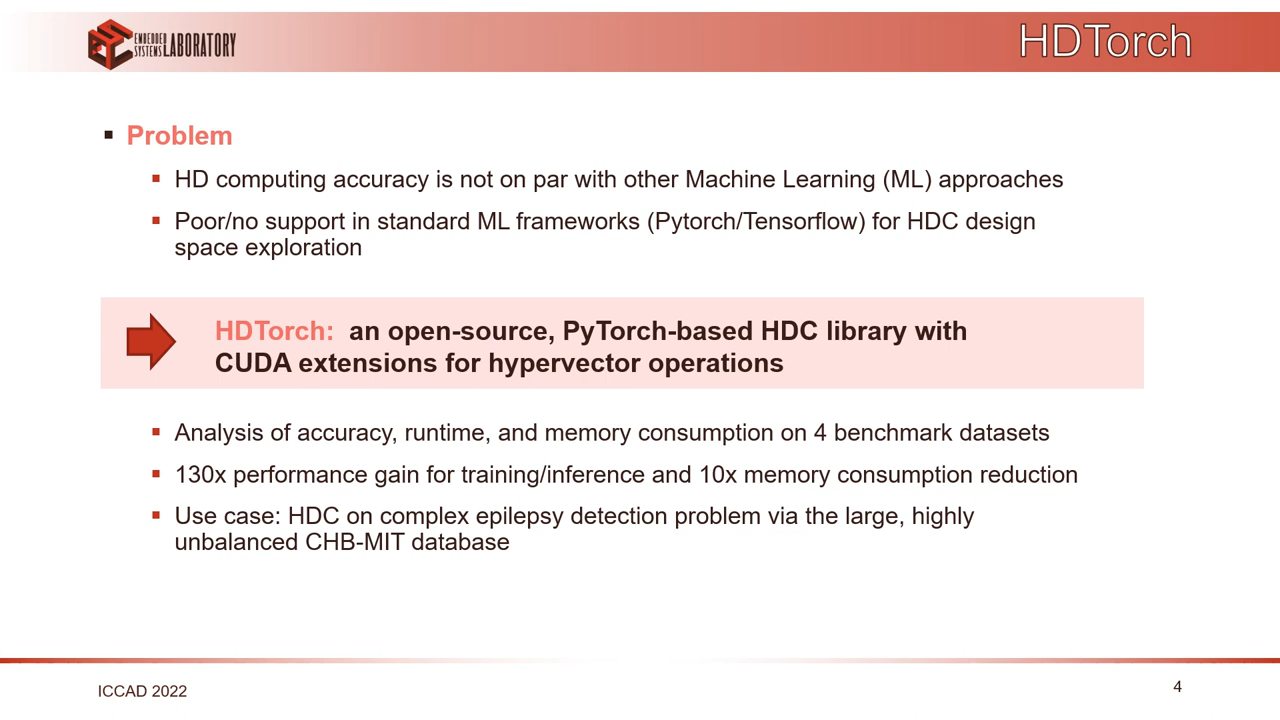 EMBEDDED
SYSTEMS LABORATORY
HDTorch
Problem
HD computing accuracy is not on par with other Machine Learning (ML) approaches
Poor/no support in standard ML frameworks (Pytorch/Tensorflow) for HDC design
space exploration
HDTorch: an open-source, PyTorch-based HDC library with
CUDA extensions for hypervector operations
Analysis of accuracy, runtime, and memory consumption on 4 benchmark datasets
130x performance gain for training/inference and 10x memory consumption reduction
Use case: HDC on complex epilepsy detection problem via the large, highly
unbalanced CHB-MIT database
ICCAD 2022
4